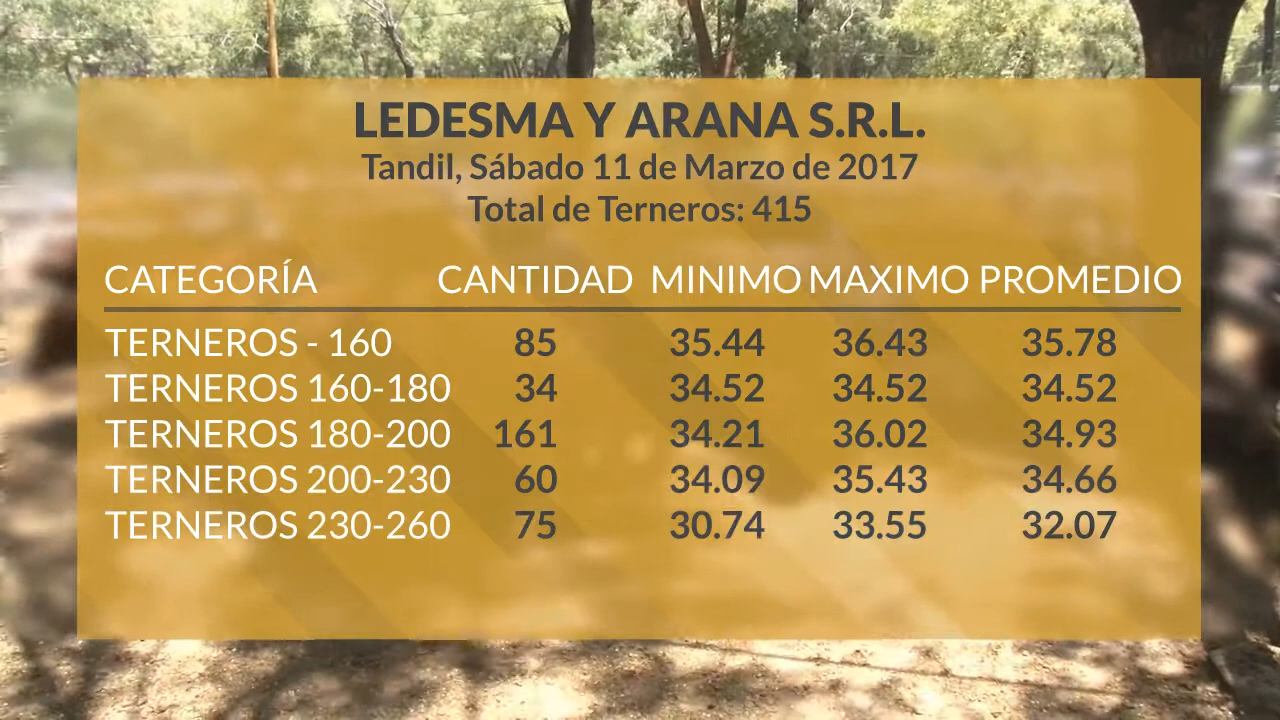 LEDESMA Y ARANA S.R.L.
Tandil, Sábado 11 de Marzo de 2017
Total de Terneros: 415
CATEGORÍA CANTIDAD MINIMO MAXIMO PROMEDIO
TERNEROS - 160 85 35.44 36.43 35.78
TERNEROS 160-180 34 34.52 34.52 34.52
TERNEROS 180-200 161 34.21 36.02 34.93
TERNEROS 200-230 60 34.09 35.43 34.66
TERNEROS 230-260 75 30.74 33.55 32.07